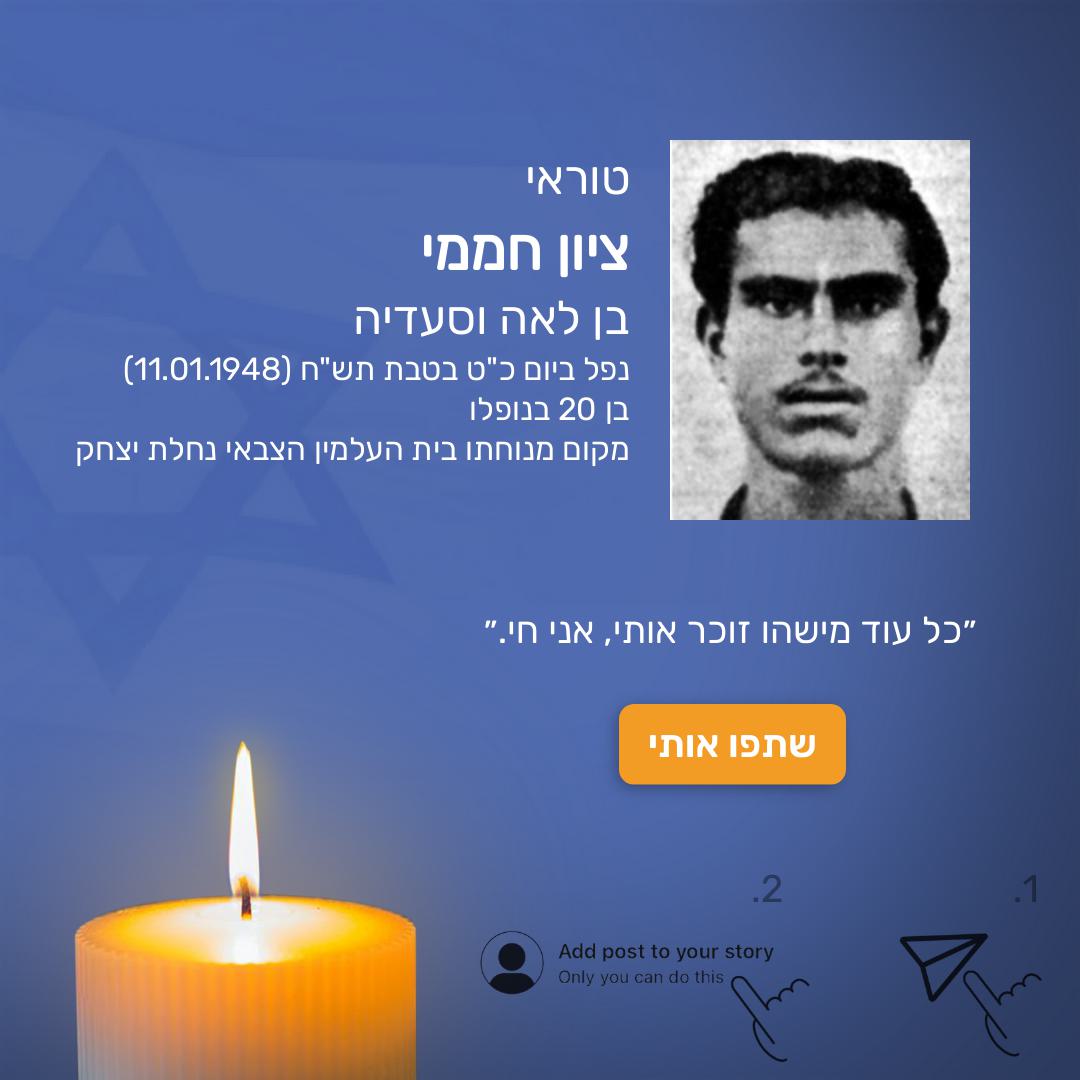 טוראי
ציון חממי
בן לאה וסעדיה
נפל ביום כ"ט בטבת תש"ח (11.01.1948)
בן 20 בנופלו
מקום מנוחתו בית העלמין הצבאי נחלת יצחק
״כל עוד מישהו זוכר אותי, אני חי.״
שתפו אותי
1.
2.
Add post to your story
Only you can do this